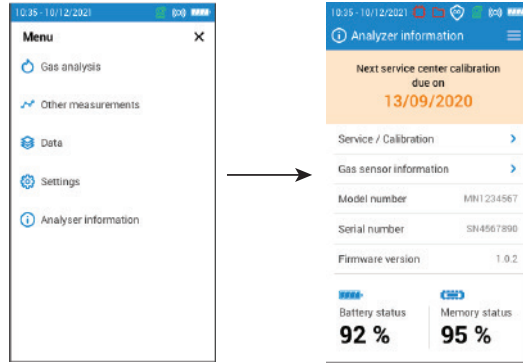 10:35 - 10/12/2021
Menu
Gas analysis
Other measurements
Data
Settings
Analyser information
10:35 - 10/12/2021
Analyzer information
Next service center calibration
due on
13/09/2020
Service / Calibration
Gas sensor information
Model number MN1234567
Serial number SN4567890
Firmware version 1.0.2
Battery status Memory status
92 % 95 %